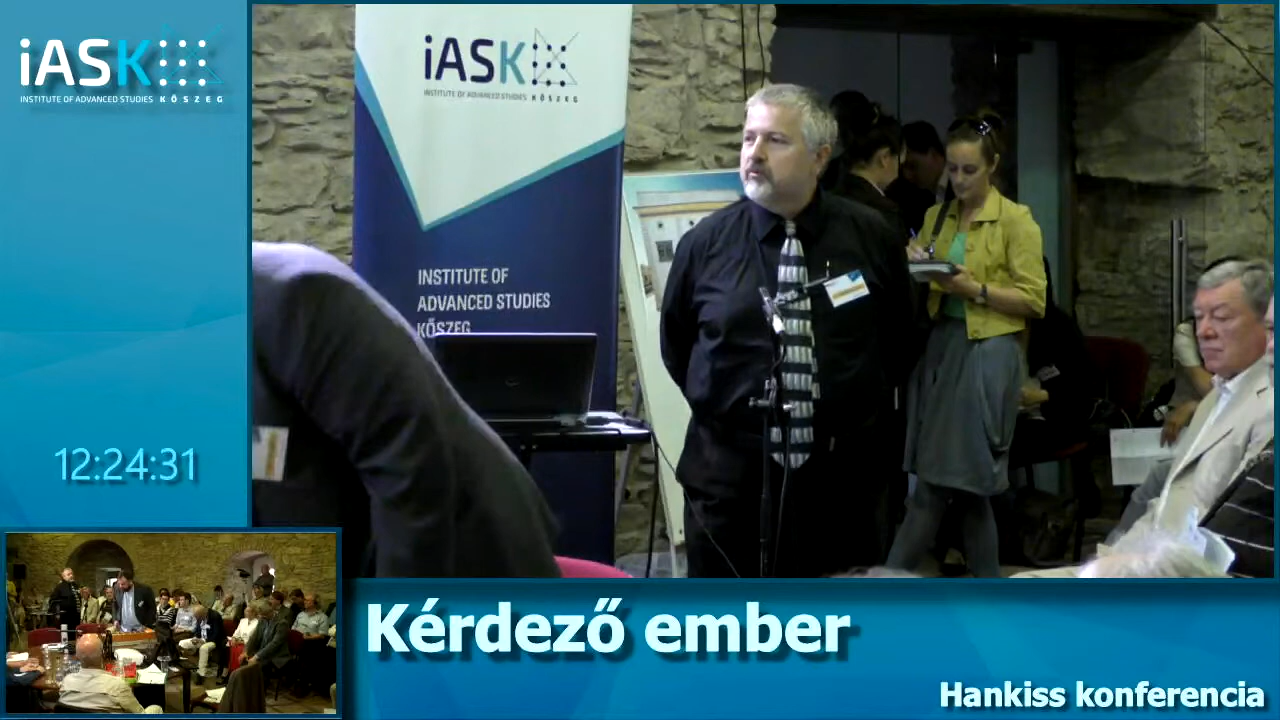 iASK
INSTITUTE OF ADVANCED STUDIES KŐSZEG
iASK
INSTITUTE OF ADVANCED STUDIES KŐSZEG
INSTITUTE OF
ADVANCED STUDIES
KŐSZEG
12:24:31
Kérdező ember
Hankiss konferencia